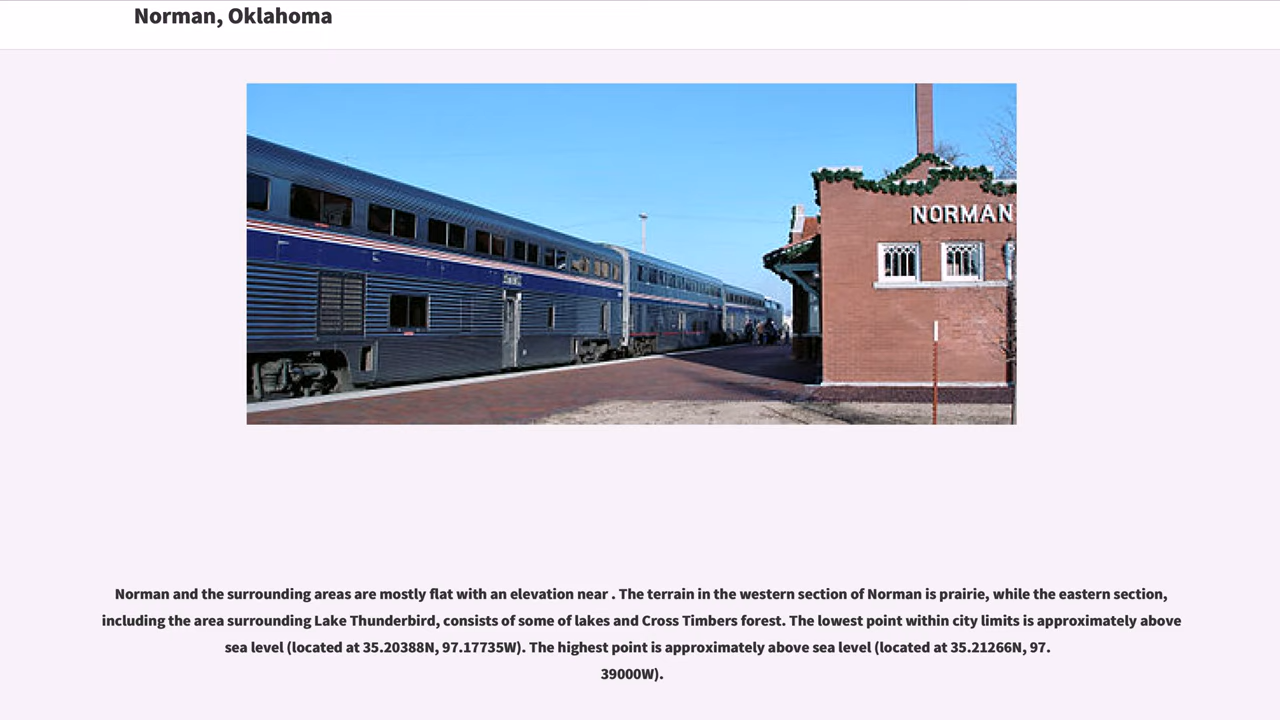 Norman, Oklahoma
NORMAN
Norman and the surrounding areas are mostly flat with an elevation near . The terrain in the western section of Norman is prairie, while the eastern section,
including the area surrounding Lake Thunderbird, consists of some of lakes and Cross Timbers forest. The lowest point within city limits is approximately above
sea level (located at 35.20388N, 97.17735W). The highest point is approximately above sea level (located at 35.21266N, 97.
39000W).